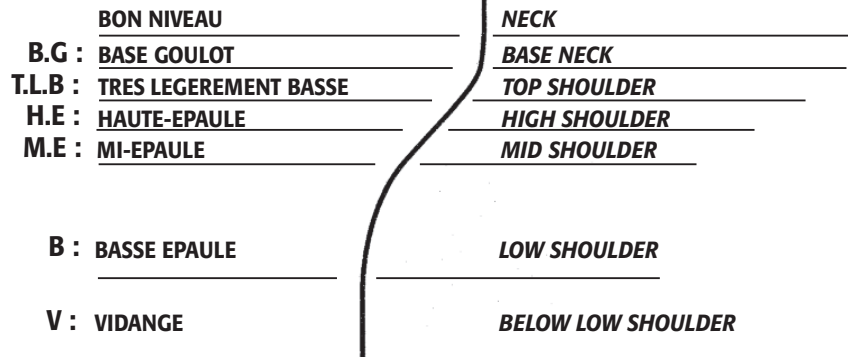 BON NIVEAU NECK
B.G : BASE GOULOT BASE NECK
T.L.B : TRES LEGEREMENT BASSE TOP SHOULDER
H.E : HAUTE-EPAULE HIGH SHOULDER
M.E : MI-EPAULE MID SHOULDER
B : BASSE EPAULE LOW SHOULDER
V : VIDANGE BELOW LOW SHOULDER